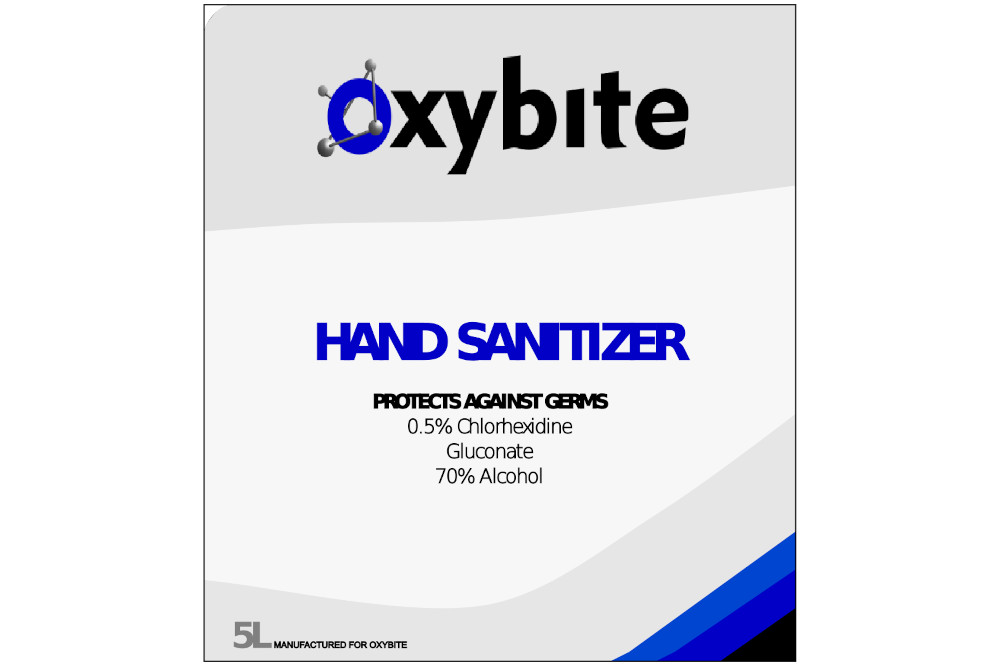 Oxybite
HAND SANITIZER
PROTECTS AGAINST GERMS
0.5% Chlorhexidine
Gluconate
70% Alcohol
5L MANUFACTURED FOR OXYBITE